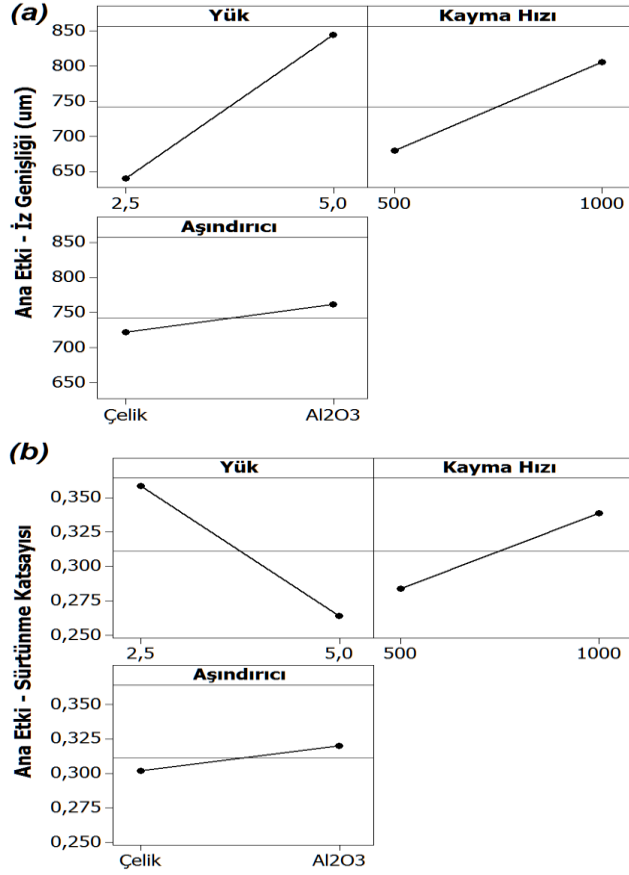 (a)
Yük Kayma Hızı
Ana Etki - İz Genişliği (um)
850
800
750
700
650
2,5 5,0 500 1000
Aşındırıcı
850
800
750
700
650
Çelik Al2O3
(b)
Yük Kayma Hızı
Ana Etki - Sürtünme Katsayısı
0,350
0,325
0,300
0,275
0,250
2,5 5,0 500 1000
Aşındırıcı
0,350
0,325
0,300
0,275
0,250
Çelik Al2O3